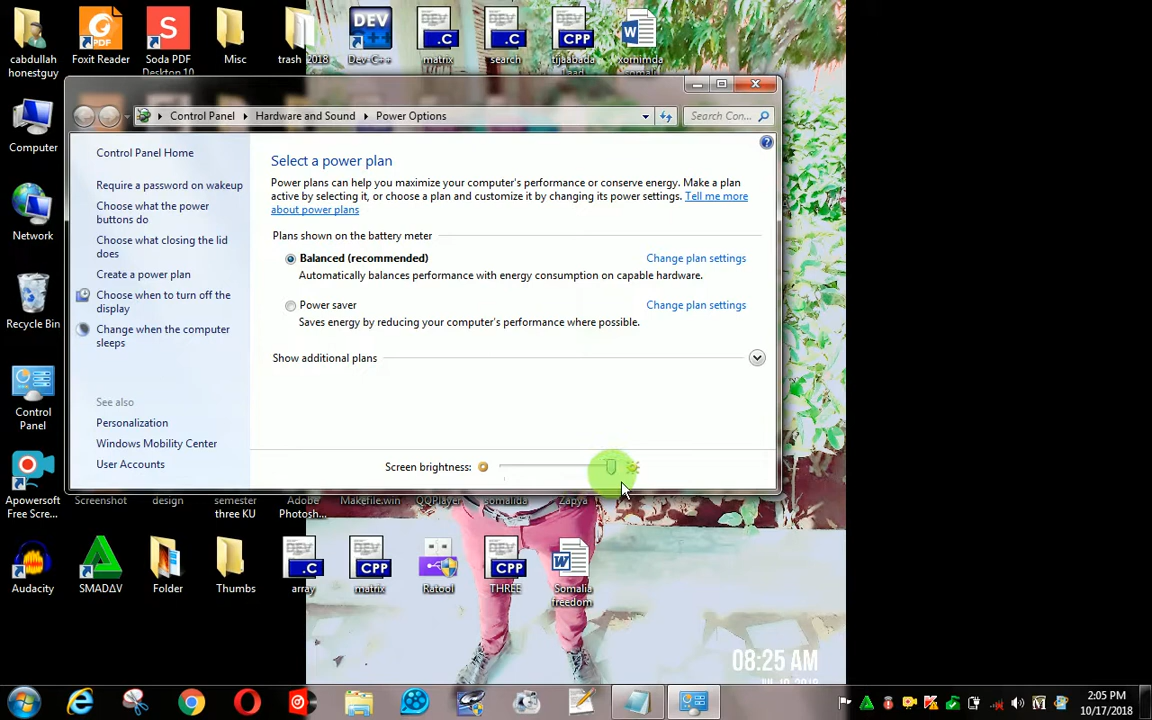 cabdullah
honestguy
Foxit Reader
Soda PDF
Desktop 10
Misc
trash 2018
Dev-C++
matrix
search
tijaabada
xornimda
somali
Computer
Network
Recycle Bin
Control
Panel
Apowersoft
Free Scre...
Control Panel
Hardware and Sound
Power Options
Search Con...
Control Panel Home
Require a password on wakeup
Choose what the power
buttons do
Choose what closing the lid
does
Create a power plan
Choose when to turn off the
display
Change when the computer
sleeps
See also
Personalization
Windows Mobility Center
User Accounts
Select a power plan
Power plans can help you maximize your computer's performance or conserve energy. Make a plan
active by selecting it, or choose a plan and customize it by changing its power settings. Tell me more
about power plans
Plans shown on the battery meter
Balanced (recommended) Change plan settings
Automatically balances performance with energy consumption on capable hardware.
Power saver Change plan settings
Saves energy by reducing your computer's performance where possible.
Show additional plans
Screen brightness:
Screenshot
design
semester
three KU
Adobe
Photosh...
Makefile.win
QQPlayer
somalida
Zapya
Audacity
SMADΔV
Folder
Thumbs
array
matrix
Ratool
THREE
Somalia
freedom
08:25 AM
2:05 PM
10/17/2018